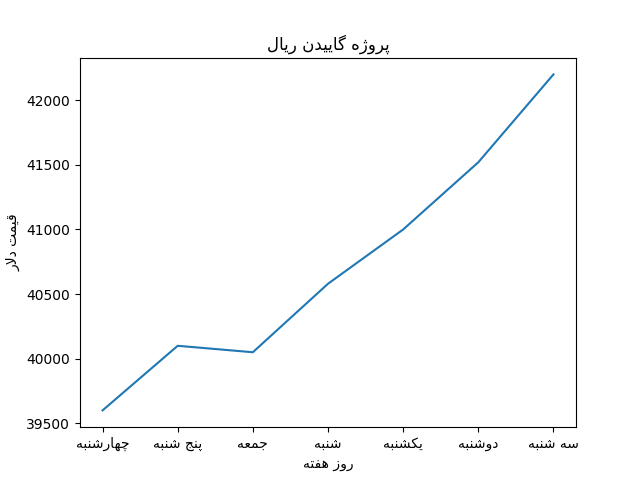 پروژه گاییدن ریال
قیمت دلار
42000
41500
41000
40500
40000
39500
چهارشنبه
پنج شنبه
جمعه
شنبه
یکشنبه
دوشنبه
سه شنبه
روز هفته